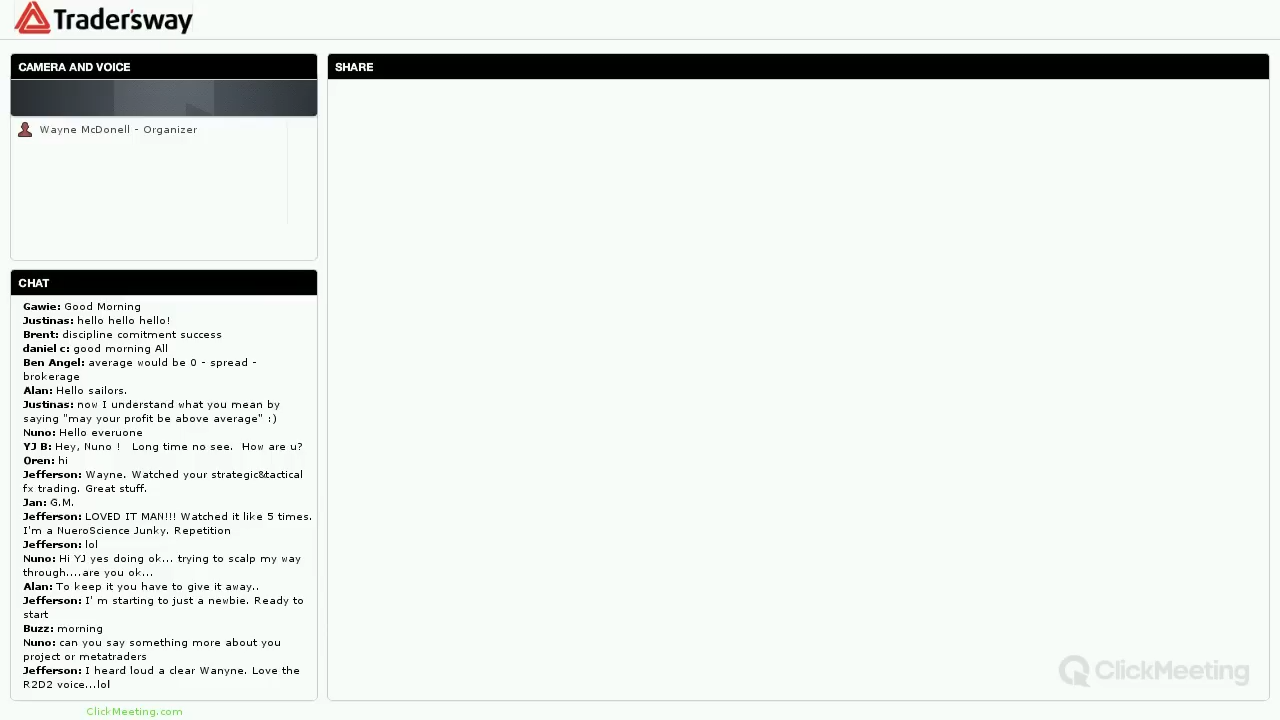 Tradersway
CAMERA AND VOICE
Wayne McDonell - Organizer
SHARE
CHAT
Gawie: Good Morning
Justinas: hello hello hello!
Brent: discipline comitment success
daniel c: good morning All
Ben Angel: average would be 0 - spread -
brokerage
Alan: Hello sailors.
Justinas: now I understand what you mean by
saying "may your profit be above average" :)
Nuno: Hello everuone
YJ B: Hey, Nuno ! Long time no see. How are u?
Oren: hi
Jefferson: Wayne. Watched your strategic&tactical
fx trading. Great stuff.
Jan: G.M.
Jefferson: LOVED IT MAN!!! Watched it like 5 times.
I'm a NueroScience Junky. Repetition
Jefferson: lol
Nuno: Hi YJ yes doing ok... trying to scalp my way
through....are you ok...
Alan: To keep it you have to give it away..
Jefferson: I' m starting to just a newbie. Ready to
start
Buzz: morning
Nuno: can you say something more about you
project or metatraders
Jefferson: I heard loud a clear Wanyne. Love the
R2D2 voice...lol
ClickMeeting
ClickMeeting.com